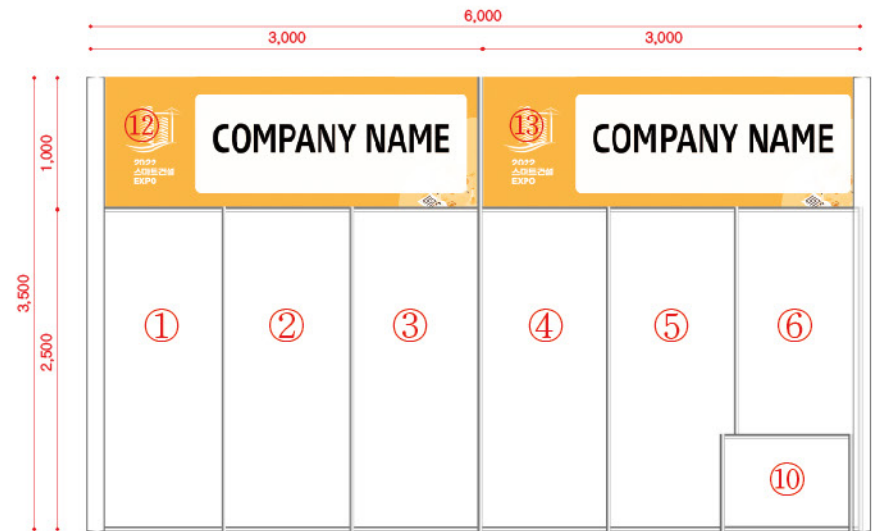 6,000
3,000 3,000
⑫ COMPANY NAME
2022
스마트건설
EXPO
⑬ COMPANY NAME
2022
스마트건설
EXPO
1,000
3,500
2,500
① ② ③ ④ ⑤ ⑥
⑩